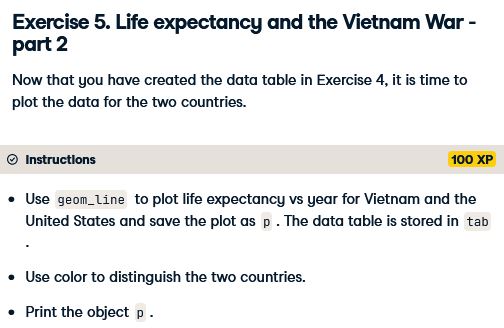 Exercise 5. Life expectancy and the Vietnam War -
part 2
Now that you have created the data table in Exercise 4, it is time to
plot the data for the two countries.
Instructions 100 XP
• Use geom_line to plot life expectancy vs year for Vietnam and the
United States and save the plot as p . The data table is stored in tab
.
• Use color to distinguish the two countries.
• Print the object p .